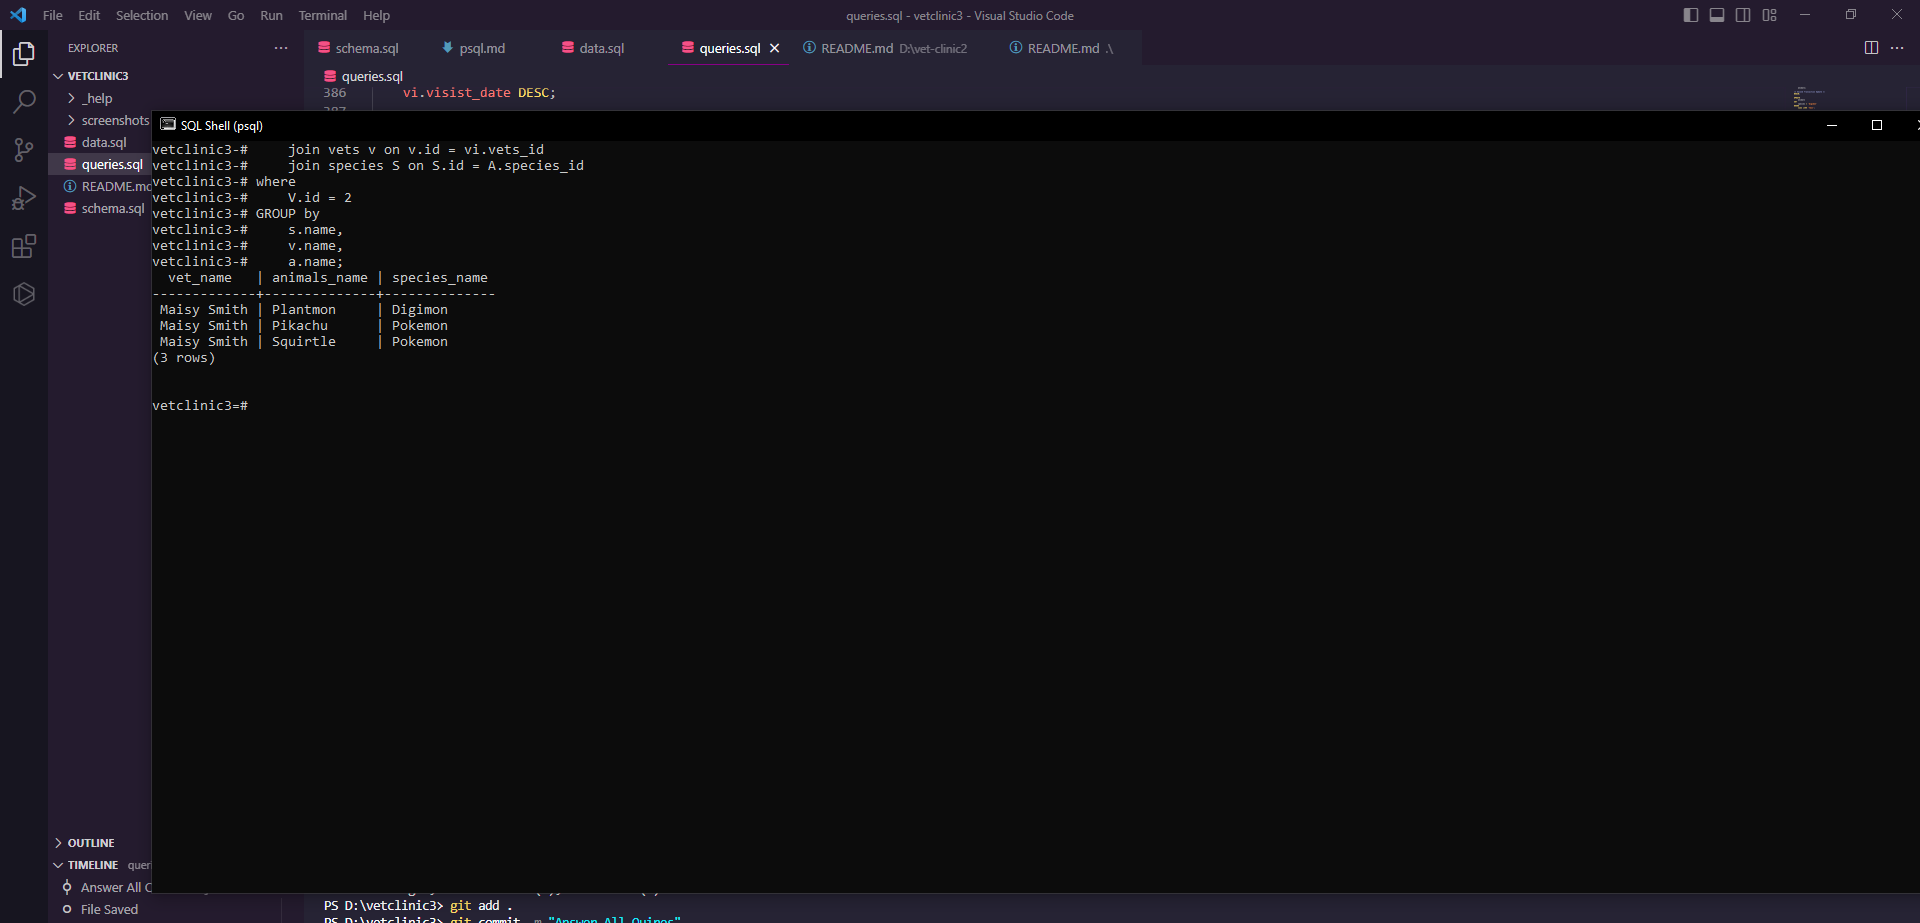 File Edit Selection View Go Run Terminal Help
queries.sql - vetclinic3 - Visual Studio Code
EXPLORER
schema.sql psql.md data.sql queries.sql README.md D:\vet-clinic2 README.md .\
VETCLINIC3
_help
screenshots
data.sql
queries.sql
README.md
schema.sql
queries.sql
386 vi.visist_date DESC;
387
SQL Shell (psql)
vetclinic3-# join vets v on v.id = vi.vets_id
vetclinic3-# join species S on S.id = A.species_id
vetclinic3-# where
vetclinic3-# V.id = 2
vetclinic3-# GROUP by
vetclinic3-# s.name,
vetclinic3-# v.name,
vetclinic3-# a.name;
vet_name | animals_name | species_name
-------------+--------------+--------------
Maisy Smith | Plantmon | Digimon
Maisy Smith | Pikachu | Pokemon
Maisy Smith | Squirtle | Pokemon
(3 rows)
vetclinic3=#
OUTLINE
TIMELINE quer
Answer All
File Saved
PS D:\vetclinic3> git add .
PS D:\vetclinic3> git commit -m "Answer All Quires"